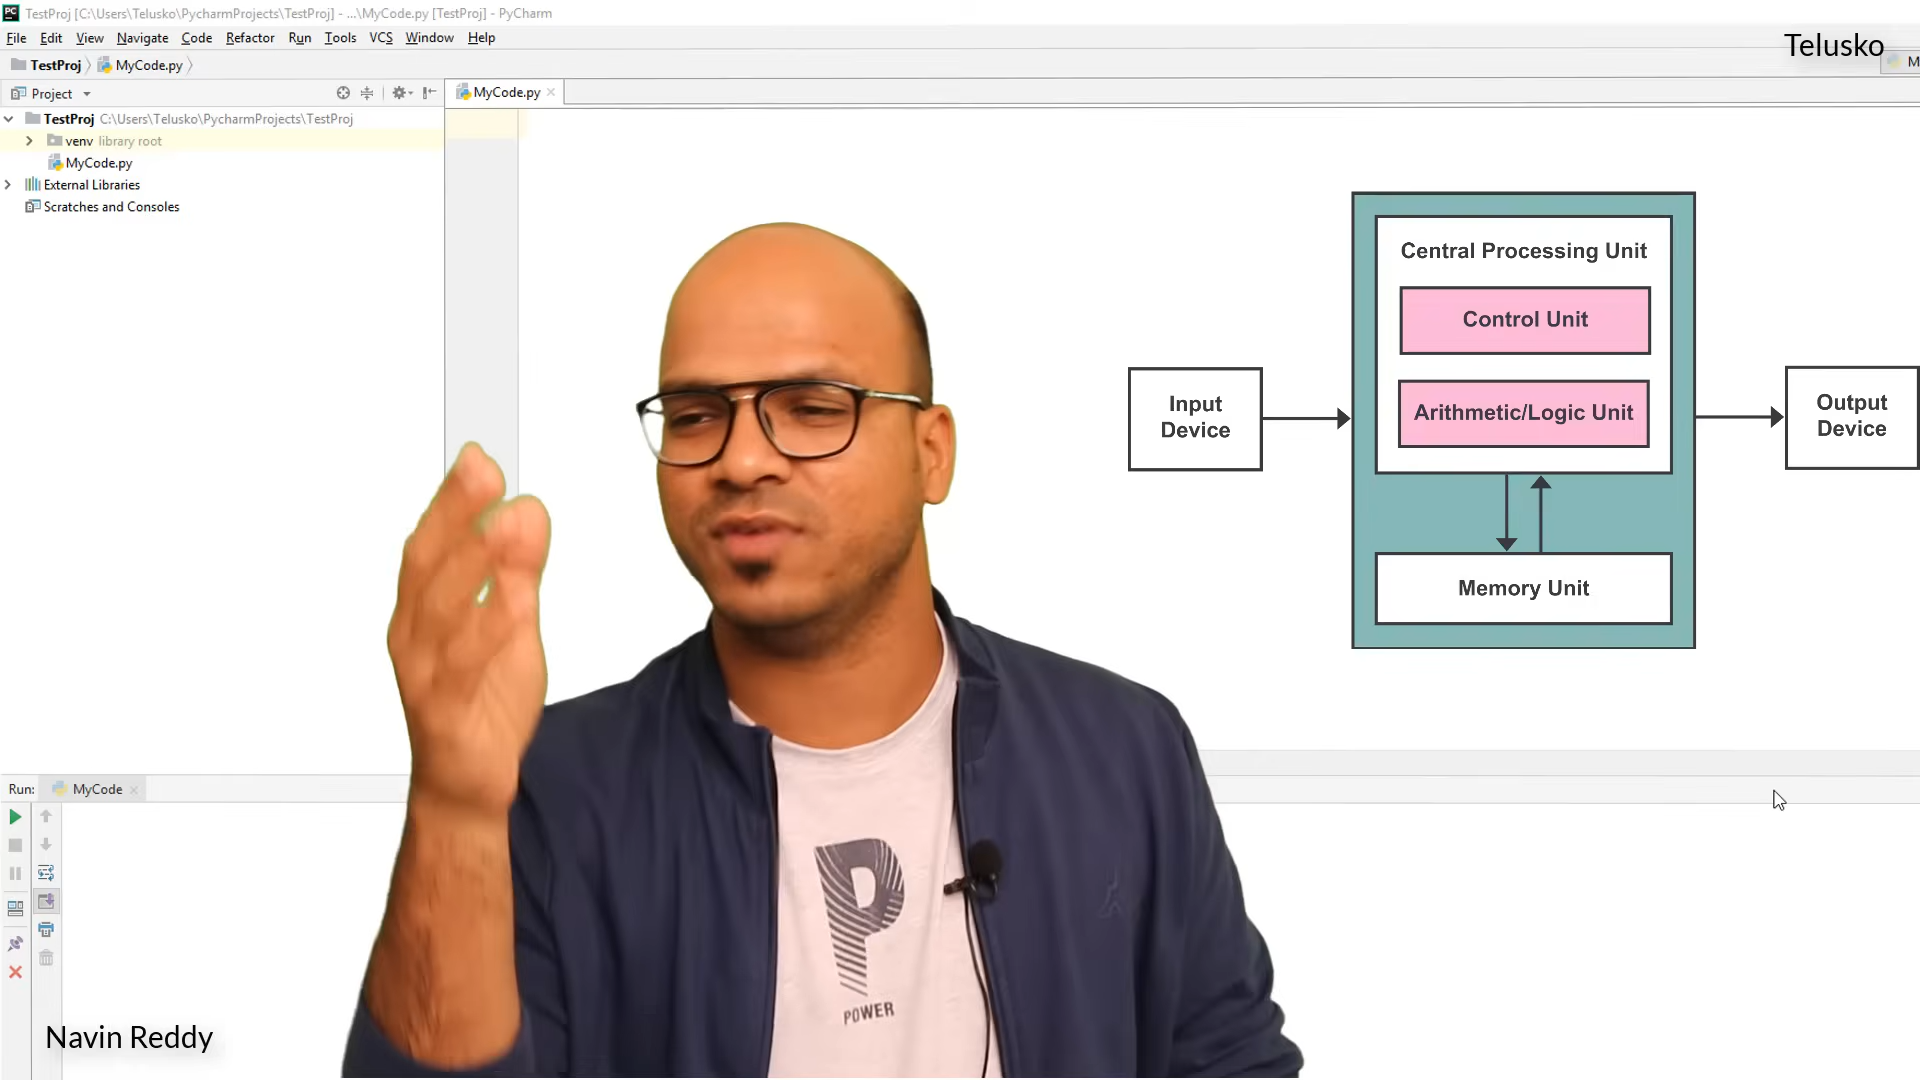 TestProj [C:\Users\Telusko\PycharmProjects\TestProj] - ...\MyCode.py [TestProj] - PyCharm
File Edit View Navigate Code Refactor Run Tools VCS Window Help
Telusko
TestProj MyCode.py
M
Project
MyCode.py
TestProj C:\Users\Telusko\PycharmProjects\TestProj
venv library root
MyCode.py
External Libraries
Scratches and Consoles
Central Processing Unit
Control Unit
Arithmetic/Logic Unit
Input
Device
Output
Device
Memory Unit
Run: MyCode
P
POWER
Navin Reddy